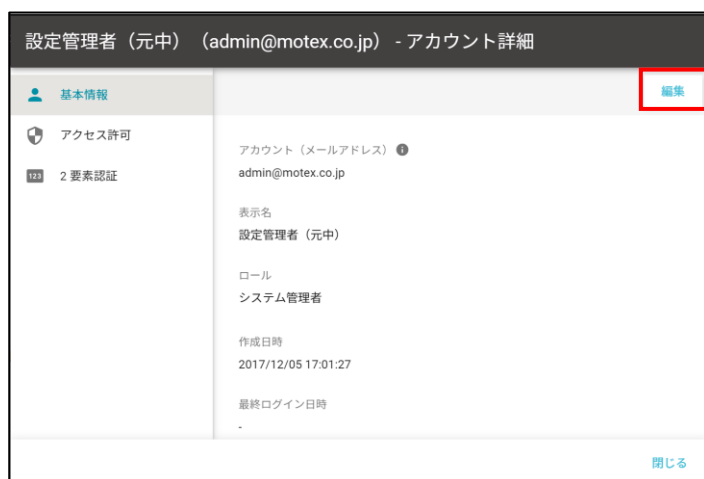 設定管理者（元中）（admin@motex.co.jp） - アカウント詳細
基本情報
編集
アクセス許可
123 2 要素認証
アカウント（メールアドレス）
admin@motex.co.jp
表示名
設定管理者（元中）
ロール
システム管理者
作成日時
2017/12/05 17:01:27
最終ログイン日時
-
閉じる